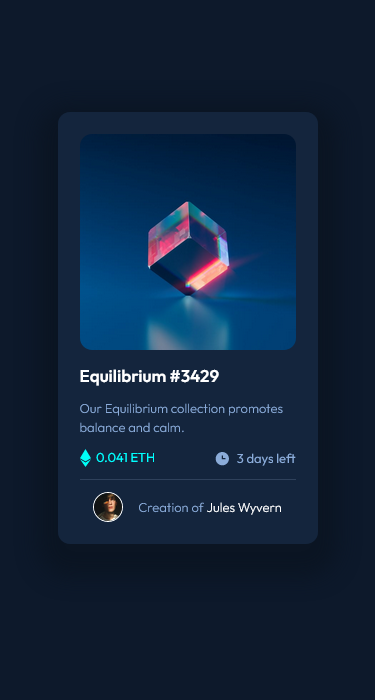 Equilibrium #3429
Our Equilibrium collection promotes
balance and calm.
0.041 ETH
3 days left
Creation of Jules Wyvern